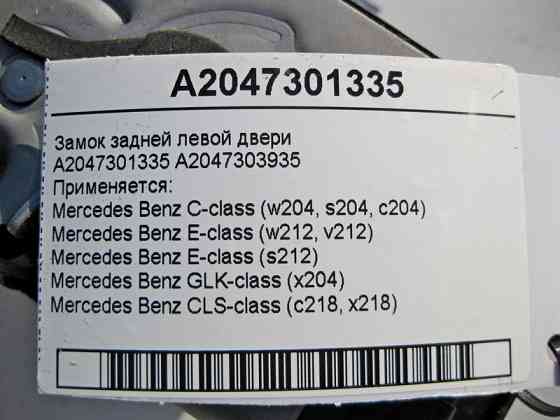 A2047301335
Замок задней левой двери
A2047301335 A2047303935
Применяется:
Mercedes Benz C-class (w204, s204, c204)
Mercedes Benz E-class (w212, v212)
Mercedes Benz E-class (s212)
Mercedes Benz GLK-class (x204)
Mercedes Benz CLS-class (c218, x218)